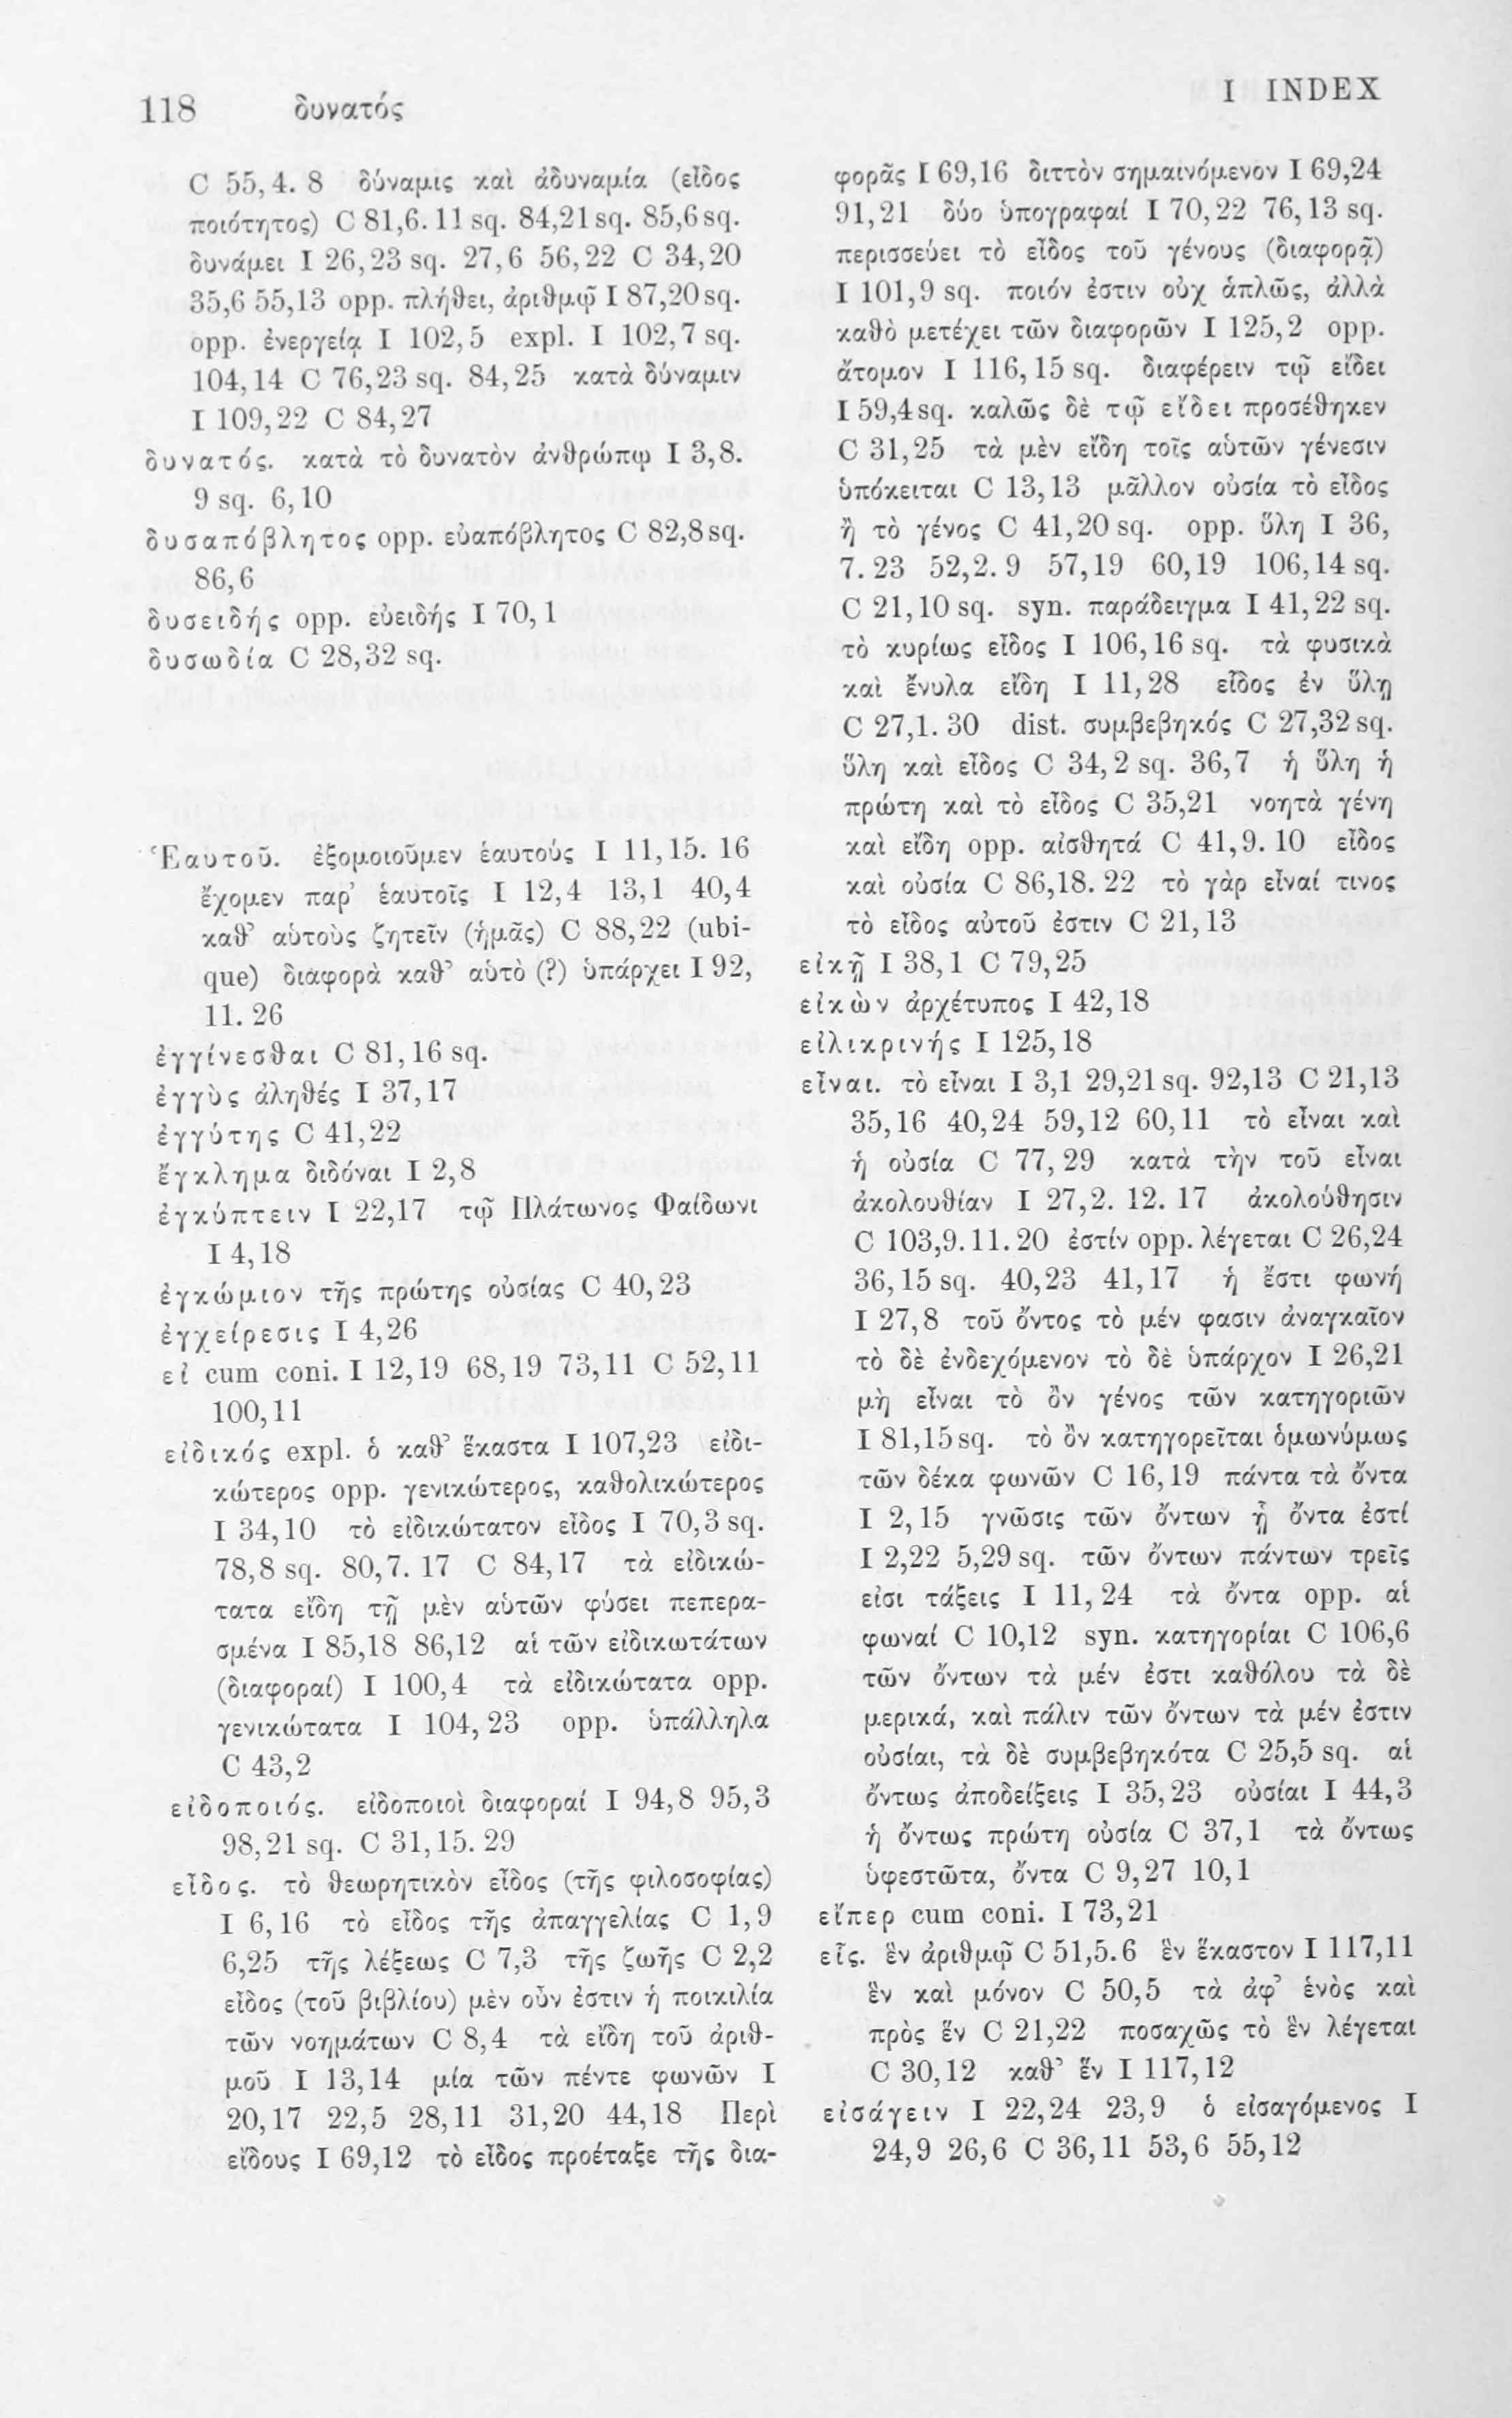 118 δυνατός
I INDEX
C 55,4. 8 δύναμις καὶ ἀδυναμία (εἶδος
ποιότητος) C 81,6. 11 sq. 84,21 sq. 85,6 sq.
δυνάμει I 26,23 sq. 27,6 56,22 C 34,20
35,6 55,13 opp. πλήθει, ἀριθμῷ I 87,20 sq.
opp. ἐνεργείᾳ I 102,5 expl. I 102,7 sq.
104,14 C 76,23 sq. 84,25 κατὰ δύναμιν
I 109,22 C 84,27
δυνατός. κατὰ τὸ δυνατὸν ἀνθρώπῳ I 3,8.
9 sq. 6,10
δυσαπόβλητος opp. εὐαπόβλητος C 82,8 sq.
86,6
δυσειδής opp. εὐειδής I 70,1
δυσωδία C 28,32 sq.
Ἑαυτοῦ. ἐξομοιοῦμεν ἑαυτούς I 11,15. 16
ἔχομεν παρ’ ἑαυτοῖς I 12,4 13,1 40,4
καθ’ αὑτοὺς ζητεῖν (ἡμᾶς) C 88,22 (ubi-
que) διαφορὰ καθ’ αὑτὸ (?) ὑπάρχει I 92,
11. 26
ἐγγίνεσθαι C 81,16 sq.
ἐγγὺς ἀληθές I 37,17
ἐγγύτης C 41,22
ἔγκλημα διδόναι I 2,8
ἐγκύπτειν I 22,17 τῷ Πλάτωνος Φαίδωνι
I 4,18
ἐγκώμιον τῆς πρώτης οὐσίας C 40,23
ἐγχείρεσις I 4,26
εἰ cum coni. I 12,19 68,19 73,11 C 52,11
100,11
εἰδικός expl. ὁ καθ’ ἕκαστα I 107,23 εἰδι-
κώτερος opp. γενικώτερος, καθολικώτερος
I 34,10 τὸ εἰδικώτατον εἶδος I 70,3 sq.
78,8 sq. 80,7. 17 C 84,17 τὰ εἰδικώ-
τατα εἴδη τῇ μὲν αὑτῶν φύσει πεπερα-
σμένα I 85,18 86,12 αἱ τῶν εἰδικωτάτων
(διαφοραί) I 100,4 τὰ εἰδικώτατα opp.
γενικώτατα I 104,23 opp. ὑπάλληλα
C 43,2
εἰδοποιός. εἰδοποιοὶ διαφοραί I 94,8 95,3
98,21 sq. C 31,15. 29
εἶδος. τὸ θεωρητικὸν εἶδος (τῆς φιλοσοφίας)
I 6,16 τὸ εἶδος τῆς ἀπαγγελίας C 1,9
6,25 τῆς λέξεως C 7,3 τῆς ζωῆς C 2,2
εἶδος (τοῦ βιβλίου) μὲν οὖν ἐστιν ἡ ποικιλία
τῶν νοημάτων C 8,4 τὰ εἴδη τοῦ ἀριθ-
μοῦ I 13,14 μία τῶν πέντε φωνῶν I
20,17 22,5 28,11 31,20 44,18 Περὶ
εἴδους I 69,12 τὸ εἶδος προέταξε τῆς δια-
φορᾶς I 69,16 διττὸν σημαινόμενον I 69,24
91,21 δύο ὑπογραφαί I 70,22 76,13 sq.
περισσεύει τὸ εἶδος τοῦ γένους (διαφορᾷ)
I 101,9 sq. ποιόν ἐστιν οὐχ ἁπλῶς, ἀλλὰ
καθὸ μετέχει τῶν διαφορῶν I 125,2 opp.
ἄτομον I 116,15 sq. διαφέρειν τῷ εἴδει
I 59,4 sq. καλῶς δὲ τῷ εἴδει προσέθηκεν
C 31,25 τὰ μὲν εἴδη τοῖς αὑτῶν γένεσιν
ὑπόκειται C 13,13 μᾶλλον οὐσία τὸ εἶδος
ἢ τὸ γένος C 41,20 sq. opp. ὕλη I 36,
7. 23 52,2. 9 57,19 60,19 106,14 sq.
C 21,10 sq. syn. παράδειγμα I 41,22 sq.
τὸ κυρίως εἶδος I 106,16 sq. τὰ φυσικὰ
καὶ ἔνυλα εἴδη I 11,28 εἶδος ἐν ὕλῃ
C 27,1. 30 dist. συμβεβηκός C 27,32 sq.
ὕλη καὶ εἶδος C 34,2 sq. 36,7 ἡ ὕλη ἡ
πρώτη καὶ τὸ εἶδος C 35,21 νοητὰ γένη
καὶ εἴδη opp. αἰσθητά C 41,9. 10 εἶδος
καὶ οὐσία C 86,18. 22 τὸ γὰρ εἶναί τινος
τὸ εἶδος αὐτοῦ ἐστιν C 21,13
εἰκῇ I 38,1 C 79,25
εἰκὼν ἀρχέτυπος I 42,18
εἰλικρινής I 125,18
εἶναι. τὸ εἶναι I 3,1 29,21 sq. 92,13 C 21,13
35,16 40,24 59,12 60,11 τὸ εἶναι καὶ
ἡ οὐσία C 77,29 κατὰ τὴν τοῦ εἶναι
ἀκολουθίαν I 27,2. 12. 17 ἀκολούθησιν
C 103,9. 11. 20 ἐστίν opp. λέγεται C 26,24
36,15 sq. 40,23 41,17 ἡ ἔστι φωνή
I 27,8 τοῦ ὄντος τὸ μέν φασιν ἀναγκαῖον
τὸ δὲ ἐνδεχόμενον τὸ δὲ ὑπάρχον I 26,21
μὴ εἶναι τὸ ὂν γένος τῶν κατηγοριῶν
I 81,15 sq. τὸ ὂν κατηγορεῖται ὁμωνύμως
τῶν δέκα φωνῶν C 16,19 πάντα τὰ ὄντα
I 2,15 γνῶσις τῶν ὄντων ᾗ ὄντα ἐστί
I 2,22 5,29 sq. τῶν ὄντων πάντων τρεῖς
εἰσι τάξεις I 11,24 τὰ ὄντα opp. αἱ
φωναί C 10,12 syn. κατηγορίαι C 106,6
τῶν ὄντων τὰ μέν ἐστι καθόλου τὰ δὲ
μερικά, καὶ πάλιν τῶν ὄντων τὰ μέν ἐστιν
οὐσίαι, τὰ δὲ συμβεβηκότα C 25,5 sq. αἱ
ὄντως ἀποδείξεις I 35,23 οὐσίαι I 44,3
ἡ ὄντως πρώτη οὐσία C 37,1 τὰ ὄντως
ὑφεστῶτα, ὄντα C 9,27 10,1
εἴπερ cum coni. I 73,21
εἷς. ἓν ἀριθμῷ C 51,5. 6 ἓν ἕκαστον I 117,11
ἓν καὶ μόνον C 50,5 τὰ ἀφ’ ἑνὸς καὶ
πρὸς ἕν C 21,22 ποσαχῶς τὸ ἓν λέγεται
C 30,12 καθ’ ἕν I 117,12
εἰσάγειν I 22,24 23,9 ὁ εἰσαγόμενος I
24,9 26,6 C 36,11 53,6 55,12